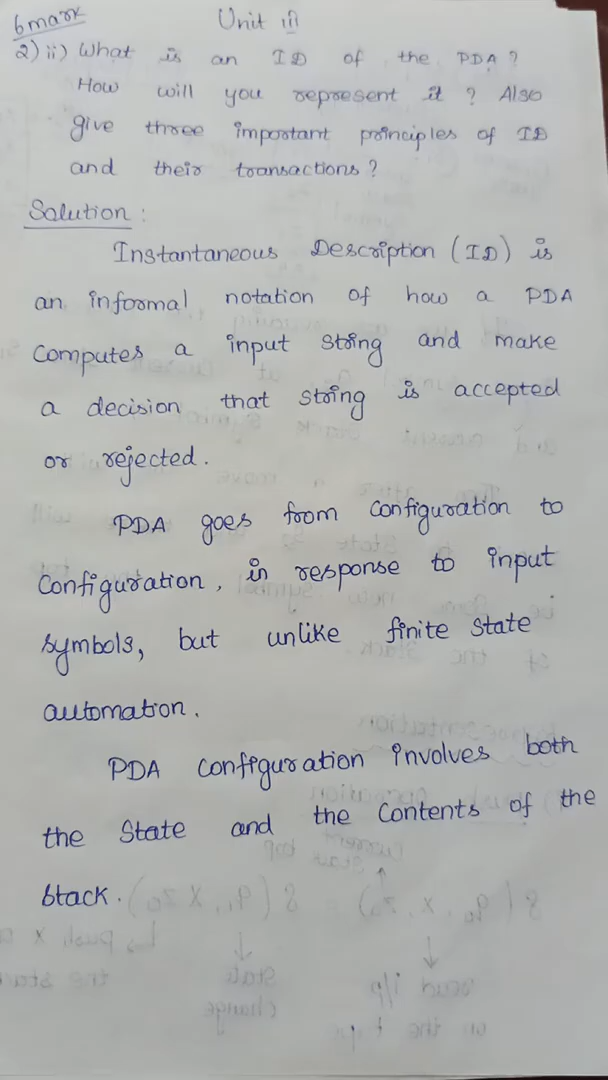 6mark
Unit iii
2) ii) What is an ID of the PDA ?
How will you represent it ? Also
give three important principles of ID
and their transactions ?
Solution :
Instantaneous Description (ID) is
an informal notation of how a PDA
computes a input string and make
a decision that string is accepted
or rejected.
PDA goes from configuration to
configuration, in response to input
symbols, but unlike finite state
automation.
PDA configuration involves both
the State and the contents of the
stack.